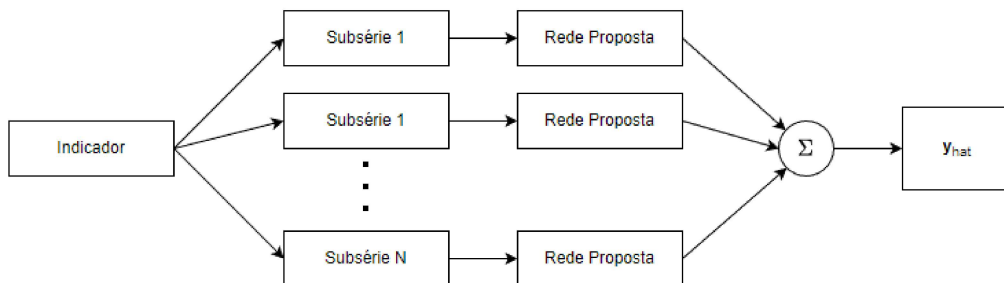 Subsérie 1
Rede Proposta
Subsérie 1
Rede Proposta
Indicador
Σ
yhat
Subsérie N
Rede Proposta